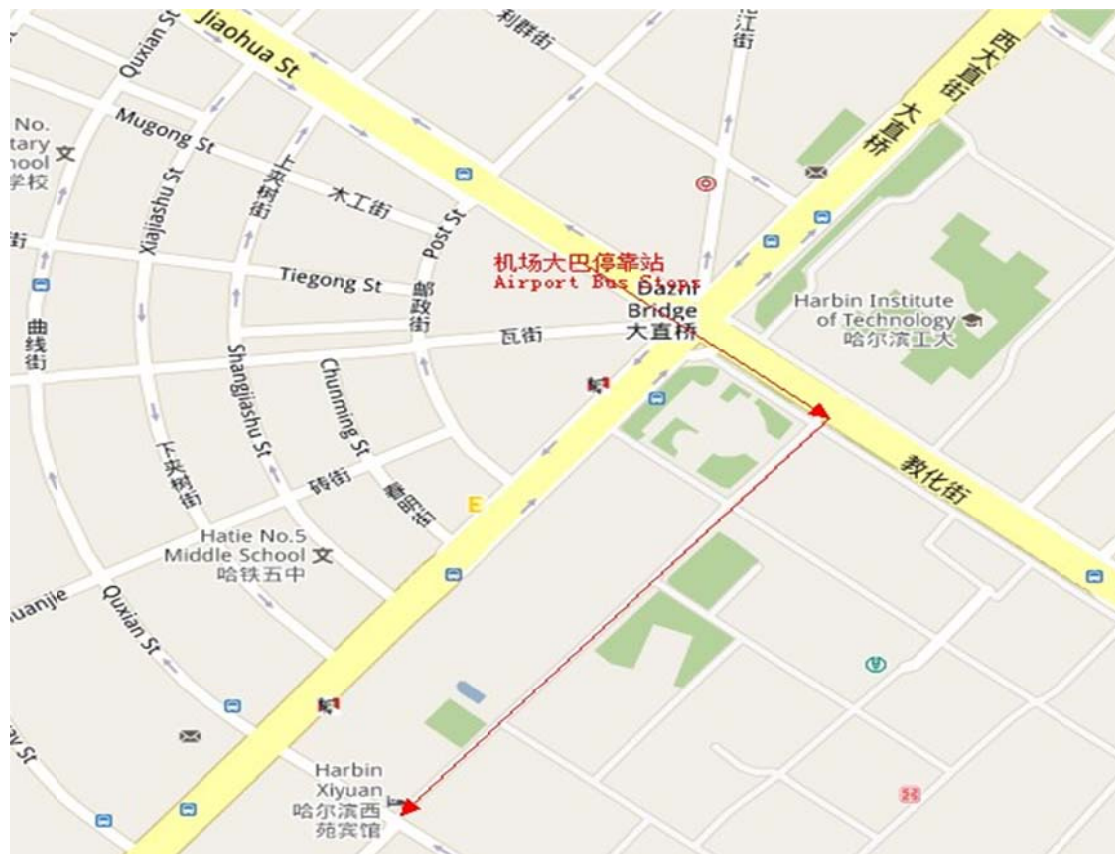 Quxian St
Jiaohua St
利群街
江街
西大直街
大直桥
No.
tary
hool
学校
Mugong St
上夹树街
木工街
Xiajiashu St
Post St
街
Tiegong St
邮政街
机场大巴停靠站
Airport Bus Stops
Dazhi
Bridge
大直桥
Harbin Institute
of Technology
哈尔滨工大
曲线街
瓦街
Shangjiashu St
Chunming St
下夹树街
砖街
教化街
E
Hatie No.5
Middle School
哈铁五中
文
文
uanjie
Quxian St
ay St
Harbin
Xiyuan
哈尔滨西
苑宾馆